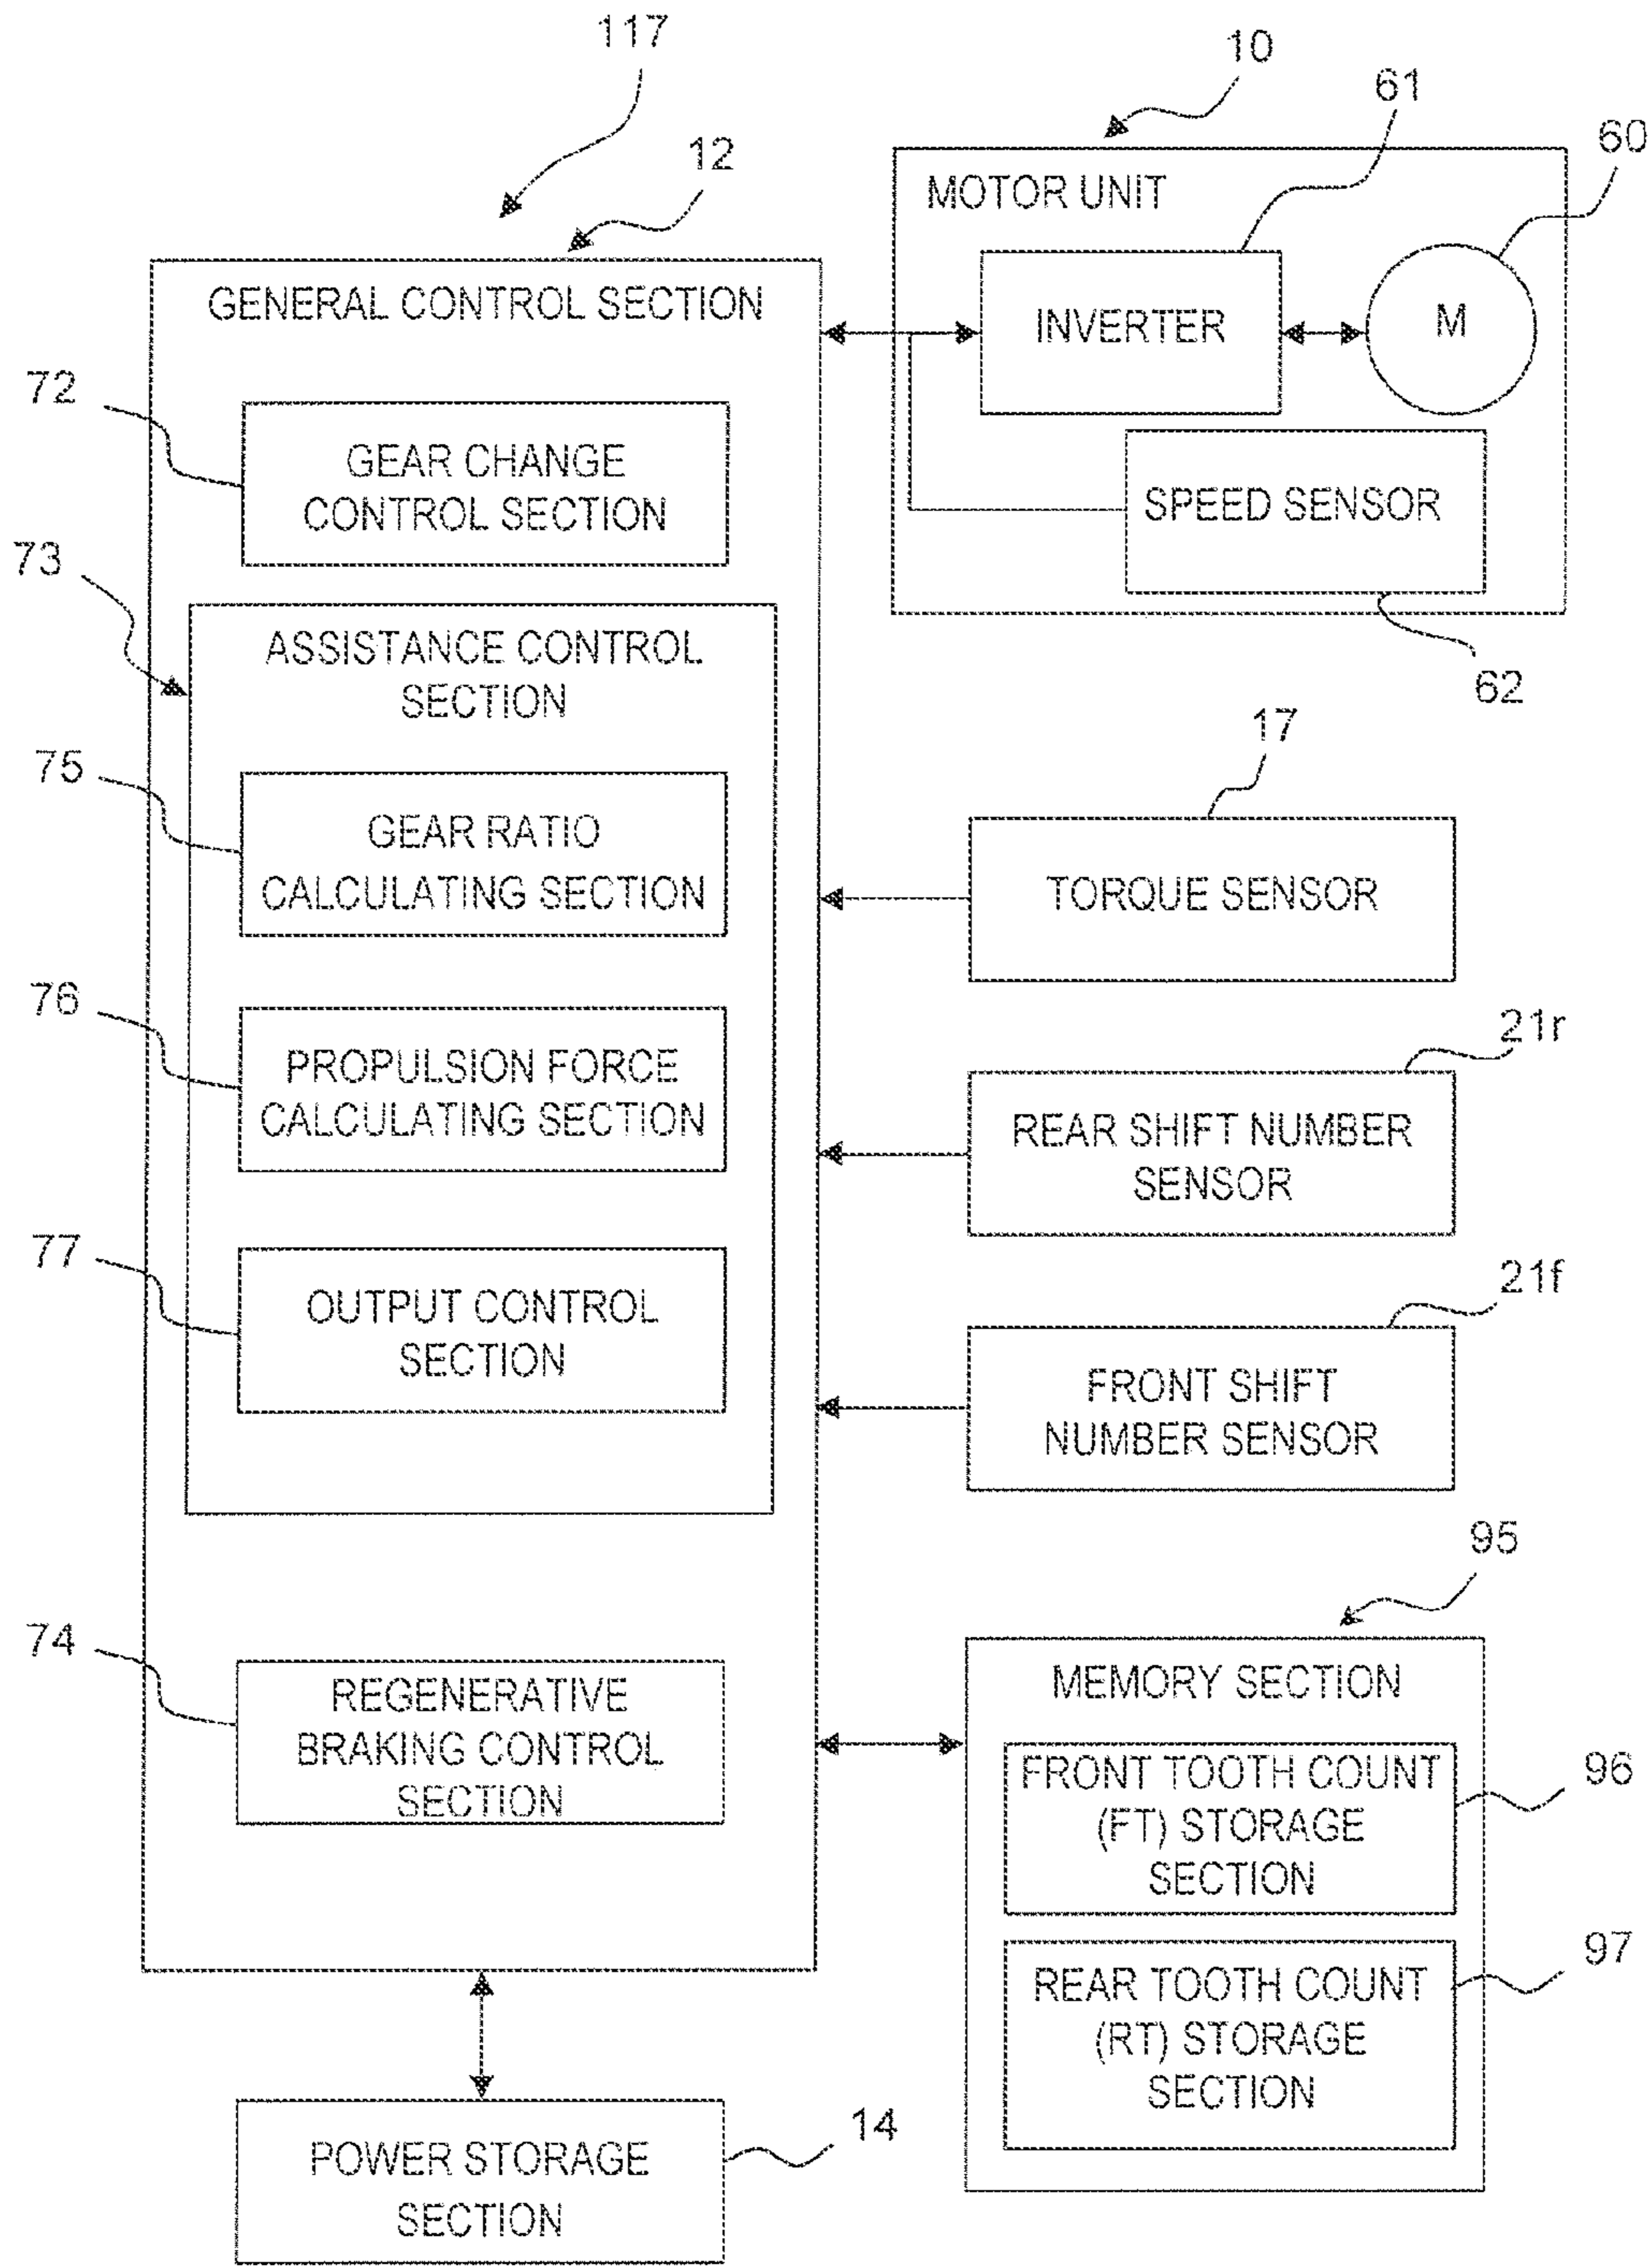 117
10
61
60
12
MOTOR UNIT
GENERAL CONTROL SECTION
INVERTER
M
72
GEAR CHANGE
CONTROL SECTION
SPEED SENSOR
73
ASSISTANCE CONTROL
SECTION
62
17
75
GEAR RATIO
CALCULATING SECTION
TORQUE SENSOR
76
PROPULSION FORCE
CALCULATING SECTION
21r
REAR SHIFT NUMBER
SENSOR
77
OUTPUT CONTROL
SECTION
21f
FRONT SHIFT
NUMBER SENSOR
95
74
REGENERATIVE
BRAKING CONTROL
SECTION
MEMORY SECTION
FRONT TOOTH COUNT
(FT) STORAGE
SECTION
96
REAR TOOTH COUNT
(RT) STORAGE
SECTION
97
POWER STORAGE
SECTION
14